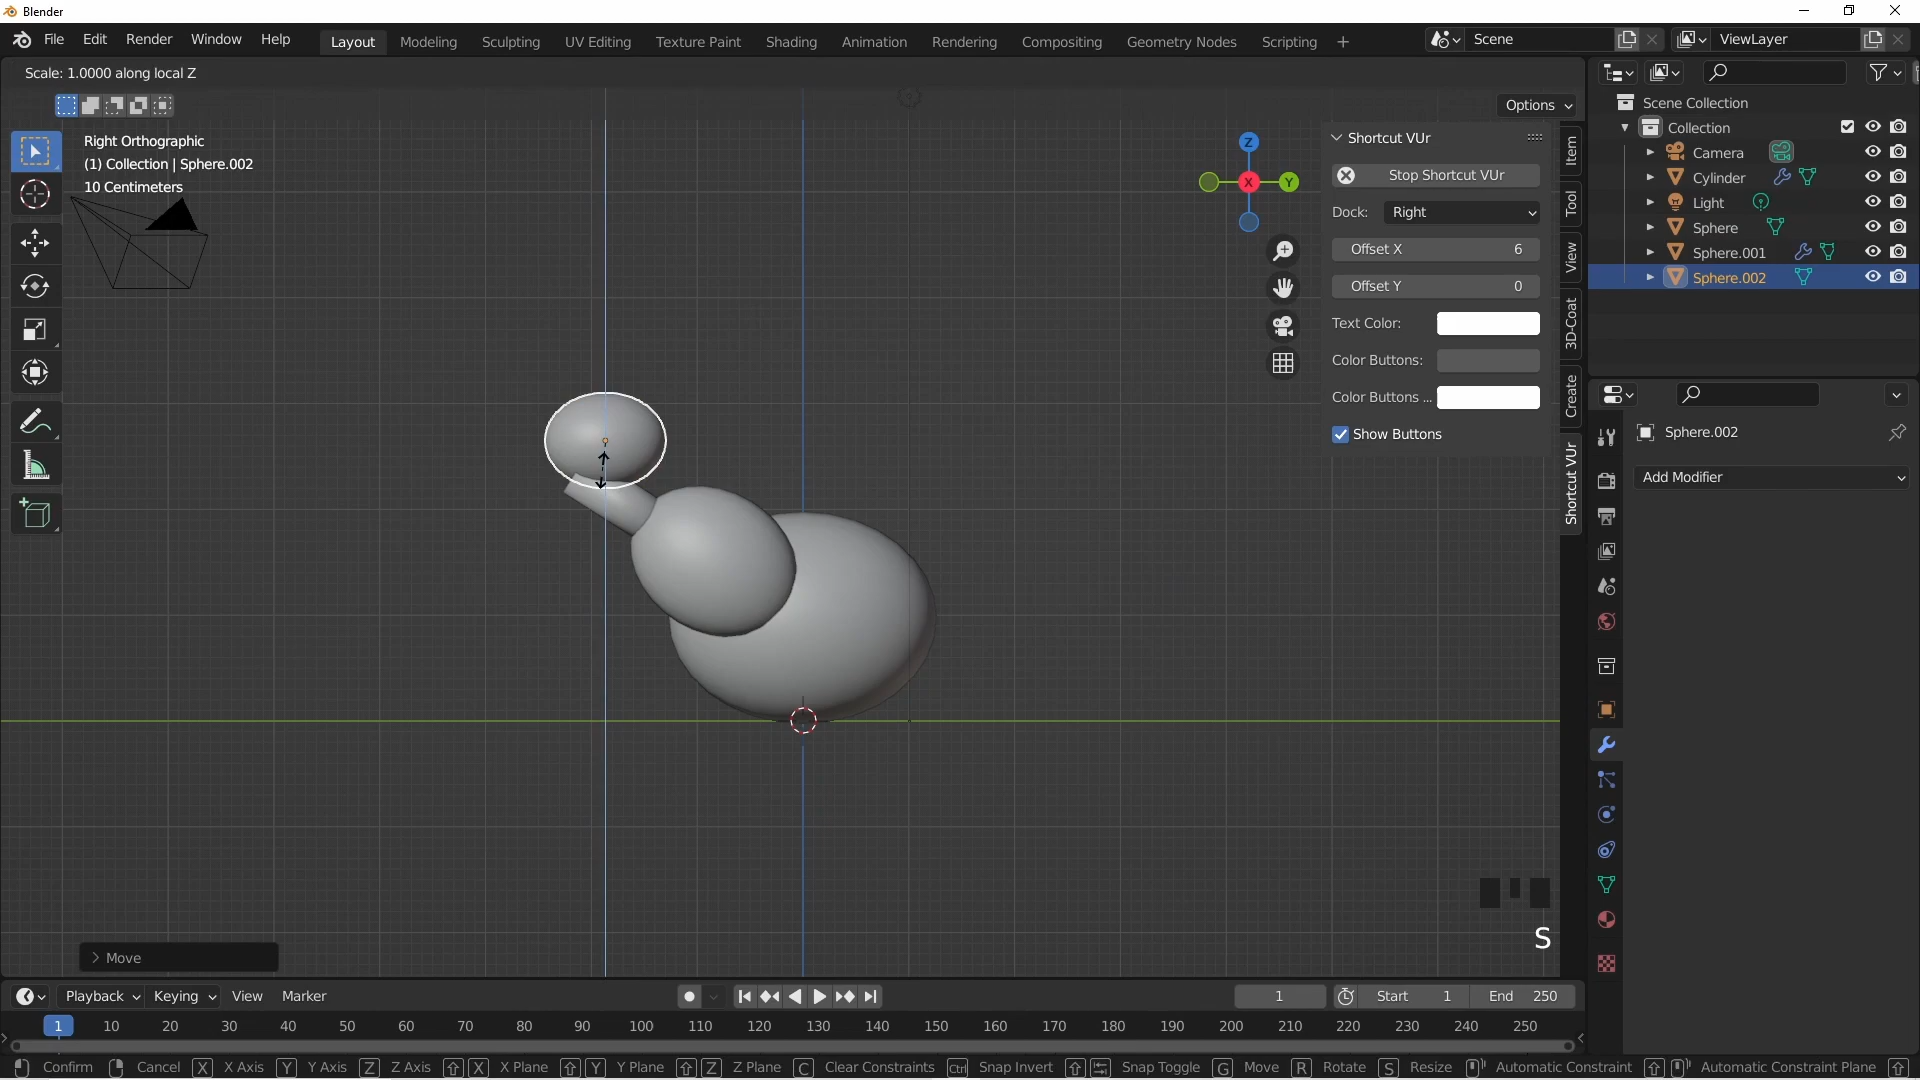 Blender
File Edit Render Window Help Layout Modeling Sculpting UV Editing Texture Paint Shading Animation Rendering Compositing Geometry Nodes Scripting Scene ViewLayer
Scale: 1.0000 along local Z
Options
Right Orthographic
(1) Collection | Sphere.002
10 Centimeters
Z
X
Y
Shortcut VUr
Stop Shortcut VUr
Dock: Right
Offset X 6
Offset Y 0
Text Color:
Color Buttons:
Color Buttons ...
Show Buttons
Item
Tool
View
3D-Coat
Create
Shortcut VUr
Scene Collection
Collection
Camera
Cylinder
Light
Sphere
Sphere.001
Sphere.002
Sphere.002
Add Modifier
S
Move
Playback Keying View Marker 1 Start 1 End 250
1 10 20 30 40 50 60 70 80 90 100 110 120 130 140 150 160 170 180 190 200 210 220 230 240 250
Confirm Cancel X X Axis Y Y Axis Z Z Axis X X Plane Y Y Plane Z Z Plane C Clear Constraints Ctrl Snap Invert Snap Toggle G Move R Rotate S Resize Automatic Constraint Automatic Constraint Plane